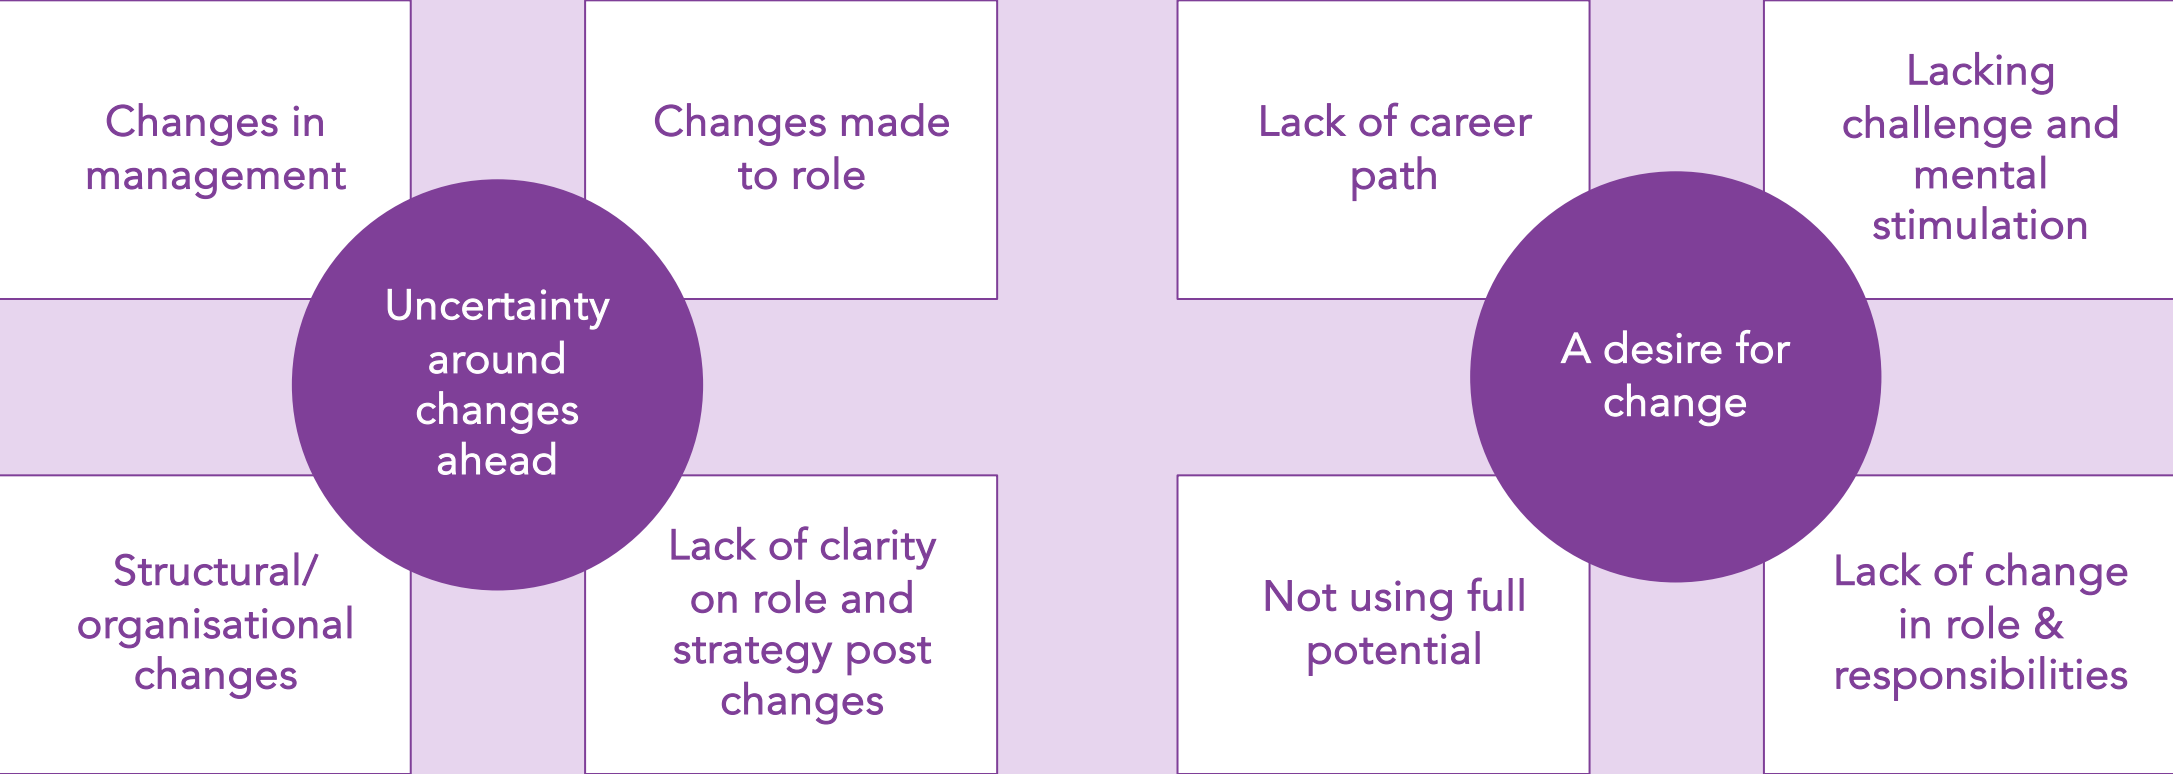 Changes in
management
Changes made
to role
Uncertainty
around
changes
ahead
Structural/
organisational
changes
Lack of clarity
on role and
strategy post
changes
Lack of career
path
Lacking
challenge and
mental
stimulation
A desire for
change
Not using full
potential
Lack of change
in role &
responsibilities